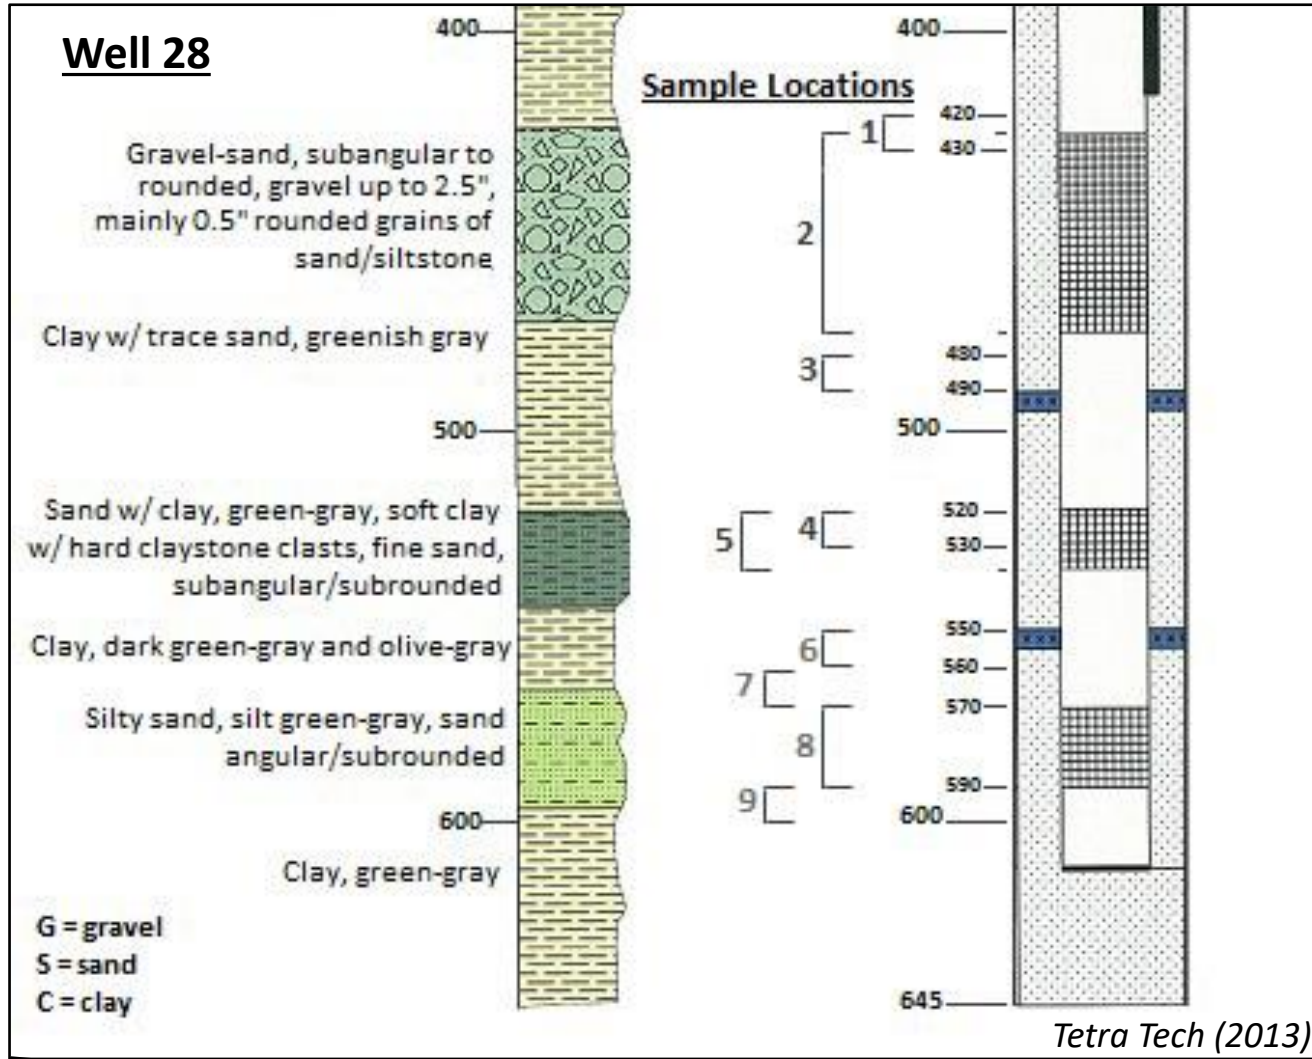 Well 28
400
Gravel-sand, subangular to
rounded, gravel up to 2.5",
mainly 0.5" rounded grains of
sand/siltstone
Clay w/ trace sand, greenish gray
500
Sand w/ clay, green-gray, soft clay
w/ hard claystone clasts, fine sand,
subangular/subrounded
Clay, dark green-gray and olive-gray
Silty sand, silt green-gray, sand
angular/subrounded
600
Clay, green-gray
G = gravel
S = sand
C = clay
Sample Locations
1
2
3
4
5
6
7
8
9
400
420
430
480
490
500
520
530
550
560
570
590
600
645
Tetra Tech (2013)